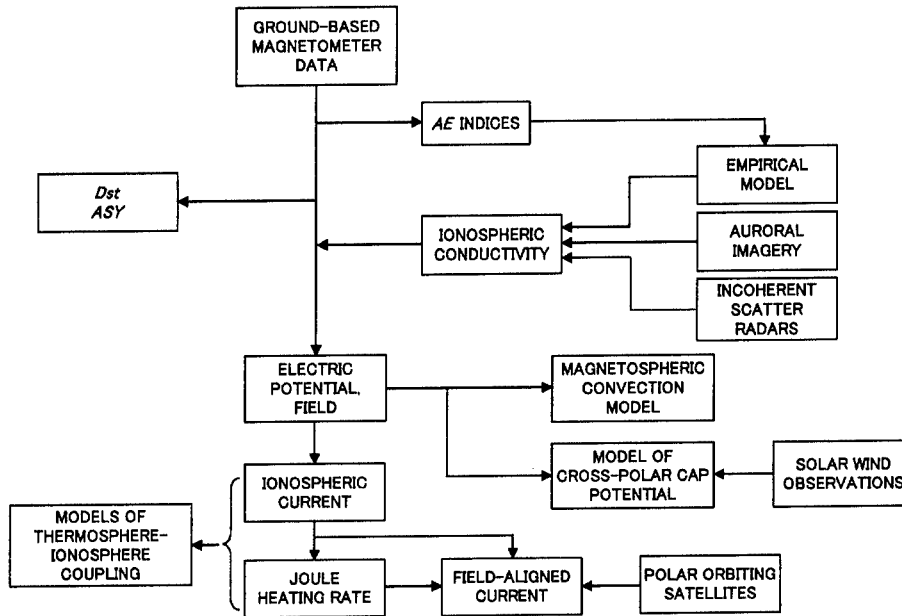 GROUND-BASED
MAGNETOMETER
DATA
AE INDICES
EMPIRICAL
MODEL
Dst
ASY
IONOSPHERIC
CONDUCTIVITY
AURORAL
IMAGERY
INCOHERENT
SCATTER
RADARS
ELECTRIC
POTENTIAL,
FIELD
MAGNETOSPHERIC
CONVECTION
MODEL
IONOSPHERIC
CURRENT
MODEL OF
CROSS-POLAR CAP
POTENTIAL
SOLAR WIND
OBSERVATIONS
MODELS OF
THERMOSPHERE-
IONOSPHERE
COUPLING
JOULE
HEATING RATE
FIELD-ALIGNED
CURRENT
POLAR ORBITING
SATELLITES